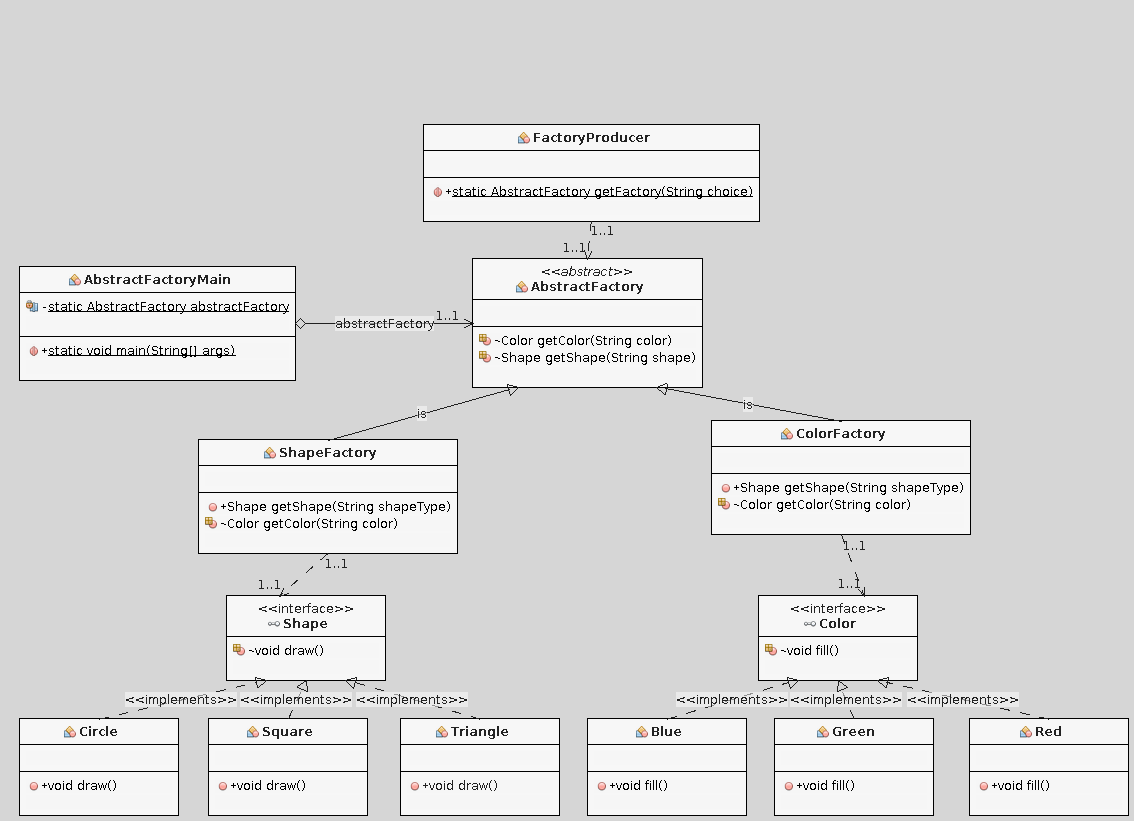 FactoryProducer
+static AbstractFactory getFactory(String choice)
1..1
1..1
AbstractFactoryMain
-static AbstractFactory abstractFactory
+static void main(String[] args)
abstractFactory
1..1
<<abstract>>
AbstractFactory
~Color getColor(String color)
~Shape getShape(String shape)
is
is
ShapeFactory
+Shape getShape(String shapeType)
~Color getColor(String color)
ColorFactory
+Shape getShape(String shapeType)
~Color getColor(String color)
1..1
1..1
1..1
1..1
<<interface>>
Shape
~void draw()
<<interface>>
Color
~void fill()
<<implements>> <<implements>> <<implements>>
<<implements>> <<implements>> <<implements>>
Circle
+void draw()
Square
+void draw()
Triangle
+void draw()
Blue
+void fill()
Green
+void fill()
Red
+void fill()